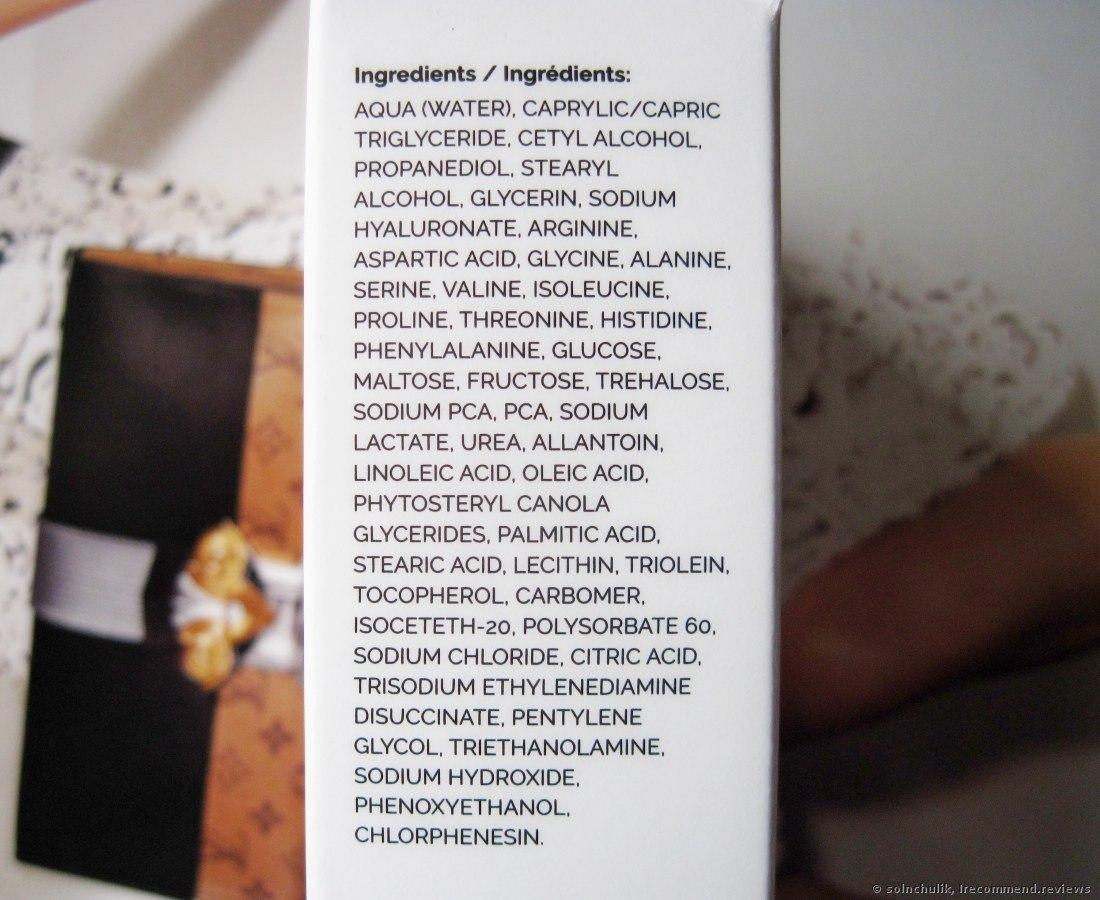 Ingredients / Ingrédients:
AQUA (WATER), CAPRYLIC/CAPRIC
TRIGLYCERIDE, CETYL ALCOHOL,
PROPANEDIOL, STEARYL
ALCOHOL, GLYCERIN, SODIUM
HYALURONATE, ARGININE,
ASPARTIC ACID, GLYCINE, ALANINE,
SERINE, VALINE, ISOLEUCINE,
PROLINE, THREONINE, HISTIDINE,
PHENYLALANINE, GLUCOSE,
MALTOSE, FRUCTOSE, TREHALOSE,
SODIUM PCA, PCA, SODIUM
LACTATE, UREA, ALLANTOIN,
LINOLEIC ACID, OLEIC ACID,
PHYTOSTERYL CANOLA
GLYCERIDES, PALMITIC ACID,
STEARIC ACID, LECITHIN, TRIOLEIN,
TOCOPHEROL, CARBOMER,
ISOCETETH-20, POLYSORBATE 60,
SODIUM CHLORIDE, CITRIC ACID,
TRISODIUM ETHYLENEDIAMINE
DISUCCINATE, PENTYLENE
GLYCOL, TRIETHANOLAMINE,
SODIUM HYDROXIDE,
PHENOXYETHANOL,
CHLORPHENESIN.
© solnchulik, Irecommend.reviews